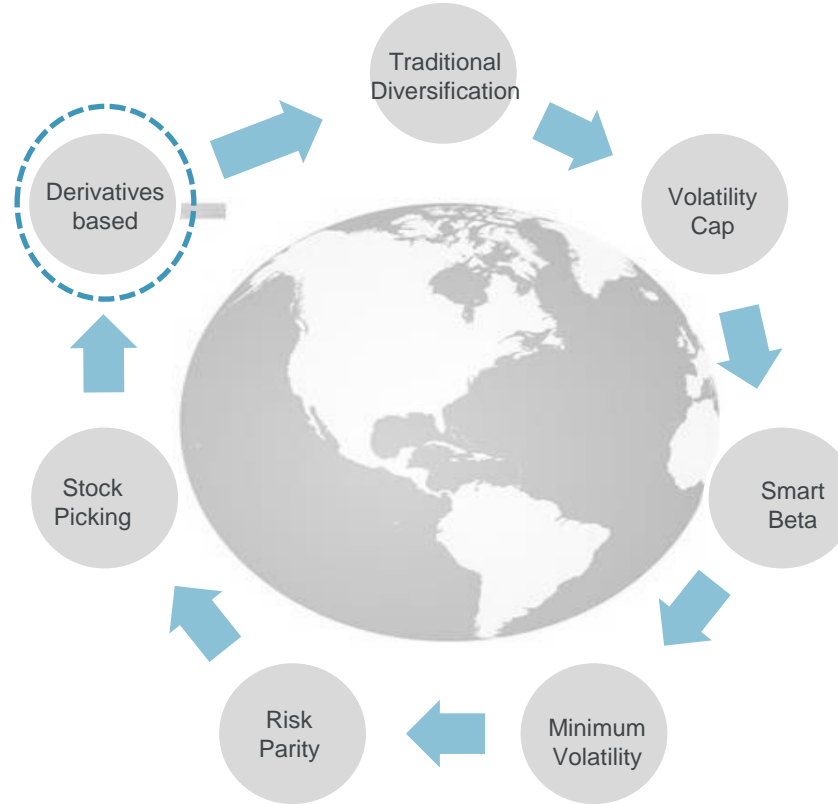 Traditional
Diversification
Volatility
Cap
Smart
Beta
Minimum
Volatility
Risk
Parity
Stock
Picking
Derivatives
based